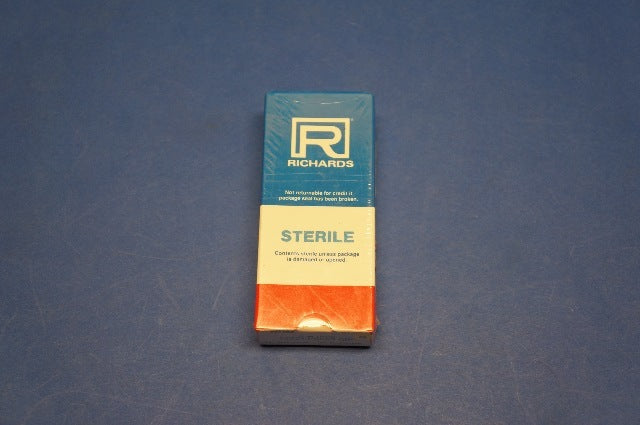 R
RICHARDS
Not returnable for credit if
package seal has been broken.
STERILE
Contents sterile unless package
is damaged or opened.